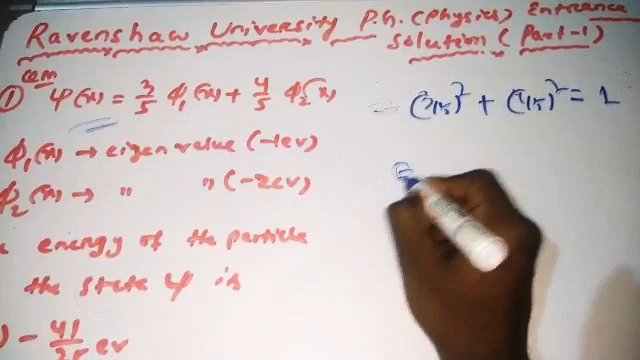 Ravenshaw University P.G. (Physics) Entrance
Solution (Part-1)
① ψ(x) = 3/5 ϕ₁(x) + 4/5 ϕ₂(x)
(3/5)² + (4/5)² = 1
ϕ₁(x) → eigen value (-1ev)
ϕ₂(x) → " " (-2ev)
energy of the particle
the state ψ is
- 41/25 ev